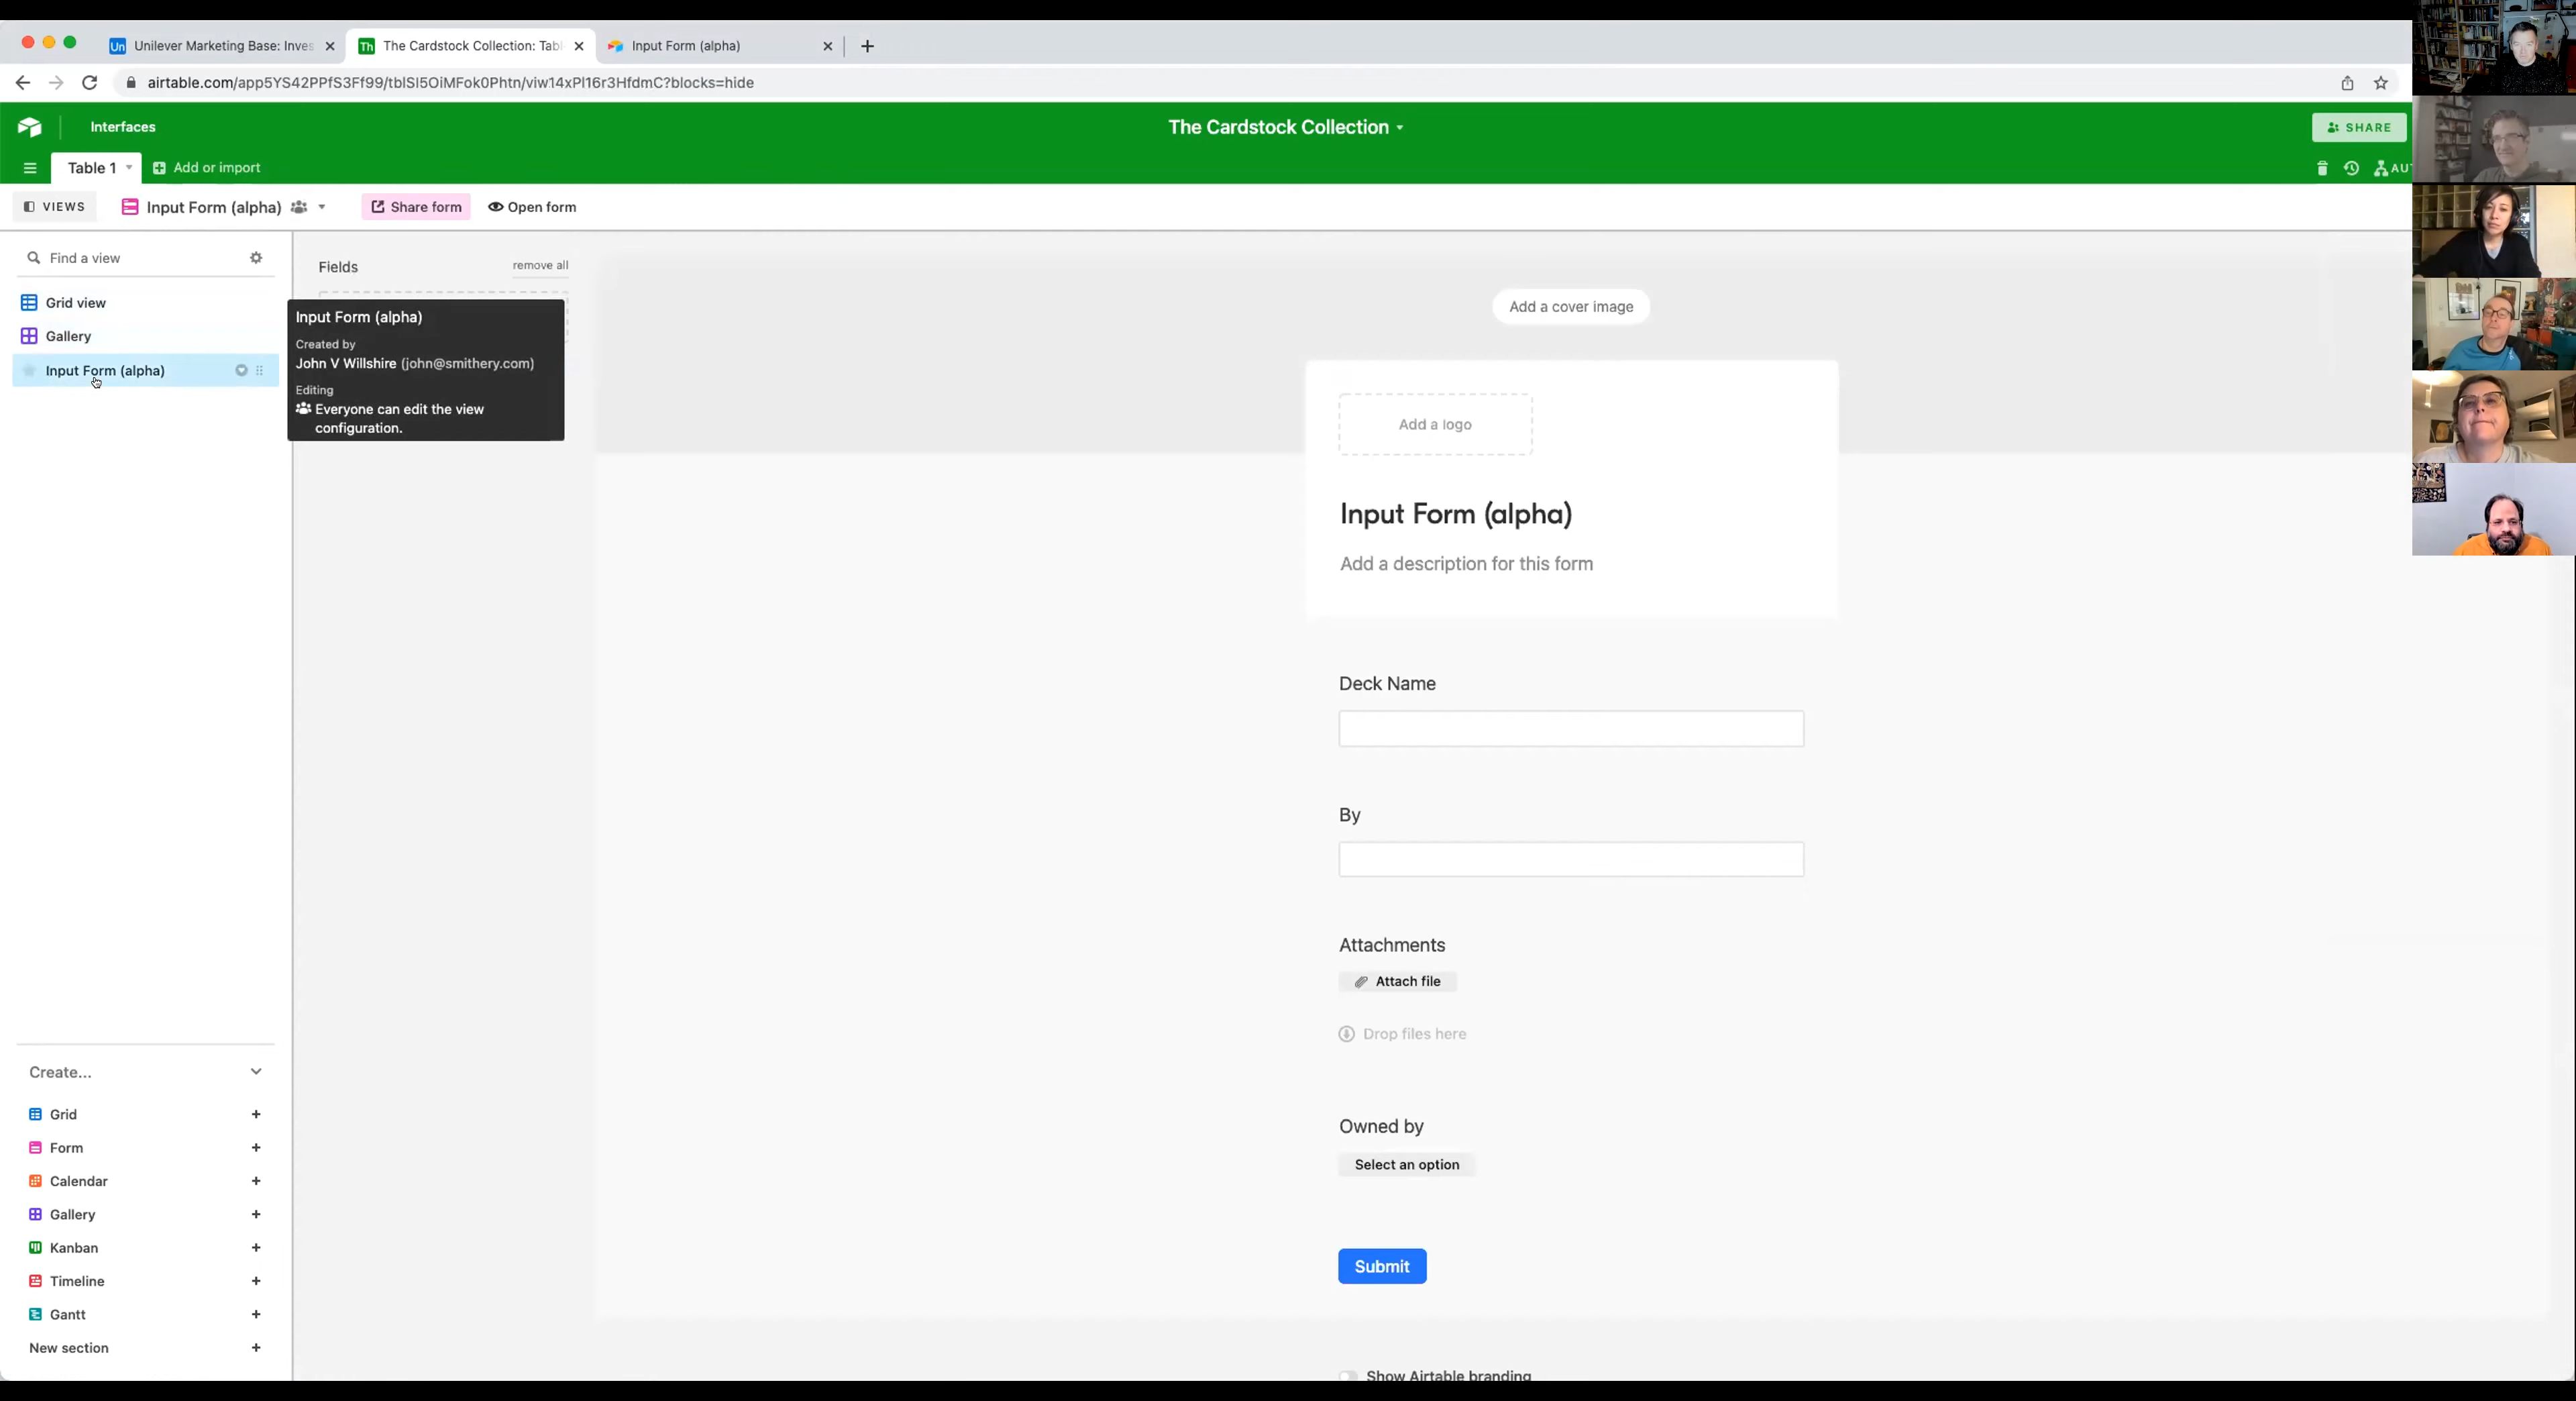 Un Unilever Marketing Base: Inves
Th The Cardstock Collection: Tabl
Input Form (alpha)
airtable.com/app5YS42PPfS3Ff99/tblSI5OiMFok0Phtn/viw14xPl16r3HfdmC?blocks=hide
Interfaces
The Cardstock Collection
SHARE
Table 1
Add or import
AUT
VIEWS
Input Form (alpha)
Share form
Open form
Find a view
Grid view
Gallery
Input Form (alpha)
Fields
remove all
Input Form (alpha)
Created by
John V Willshire (john@smithery.com)
Editing
Everyone can edit the view
configuration.
Add a cover image
Add a logo
Input Form (alpha)
Add a description for this form
Deck Name
By
Attachments
Attach file
Drop files here
Owned by
Select an option
Submit
Show Airtable branding
Create...
Grid
Form
Calendar
Gallery
Kanban
Timeline
Gantt
New section